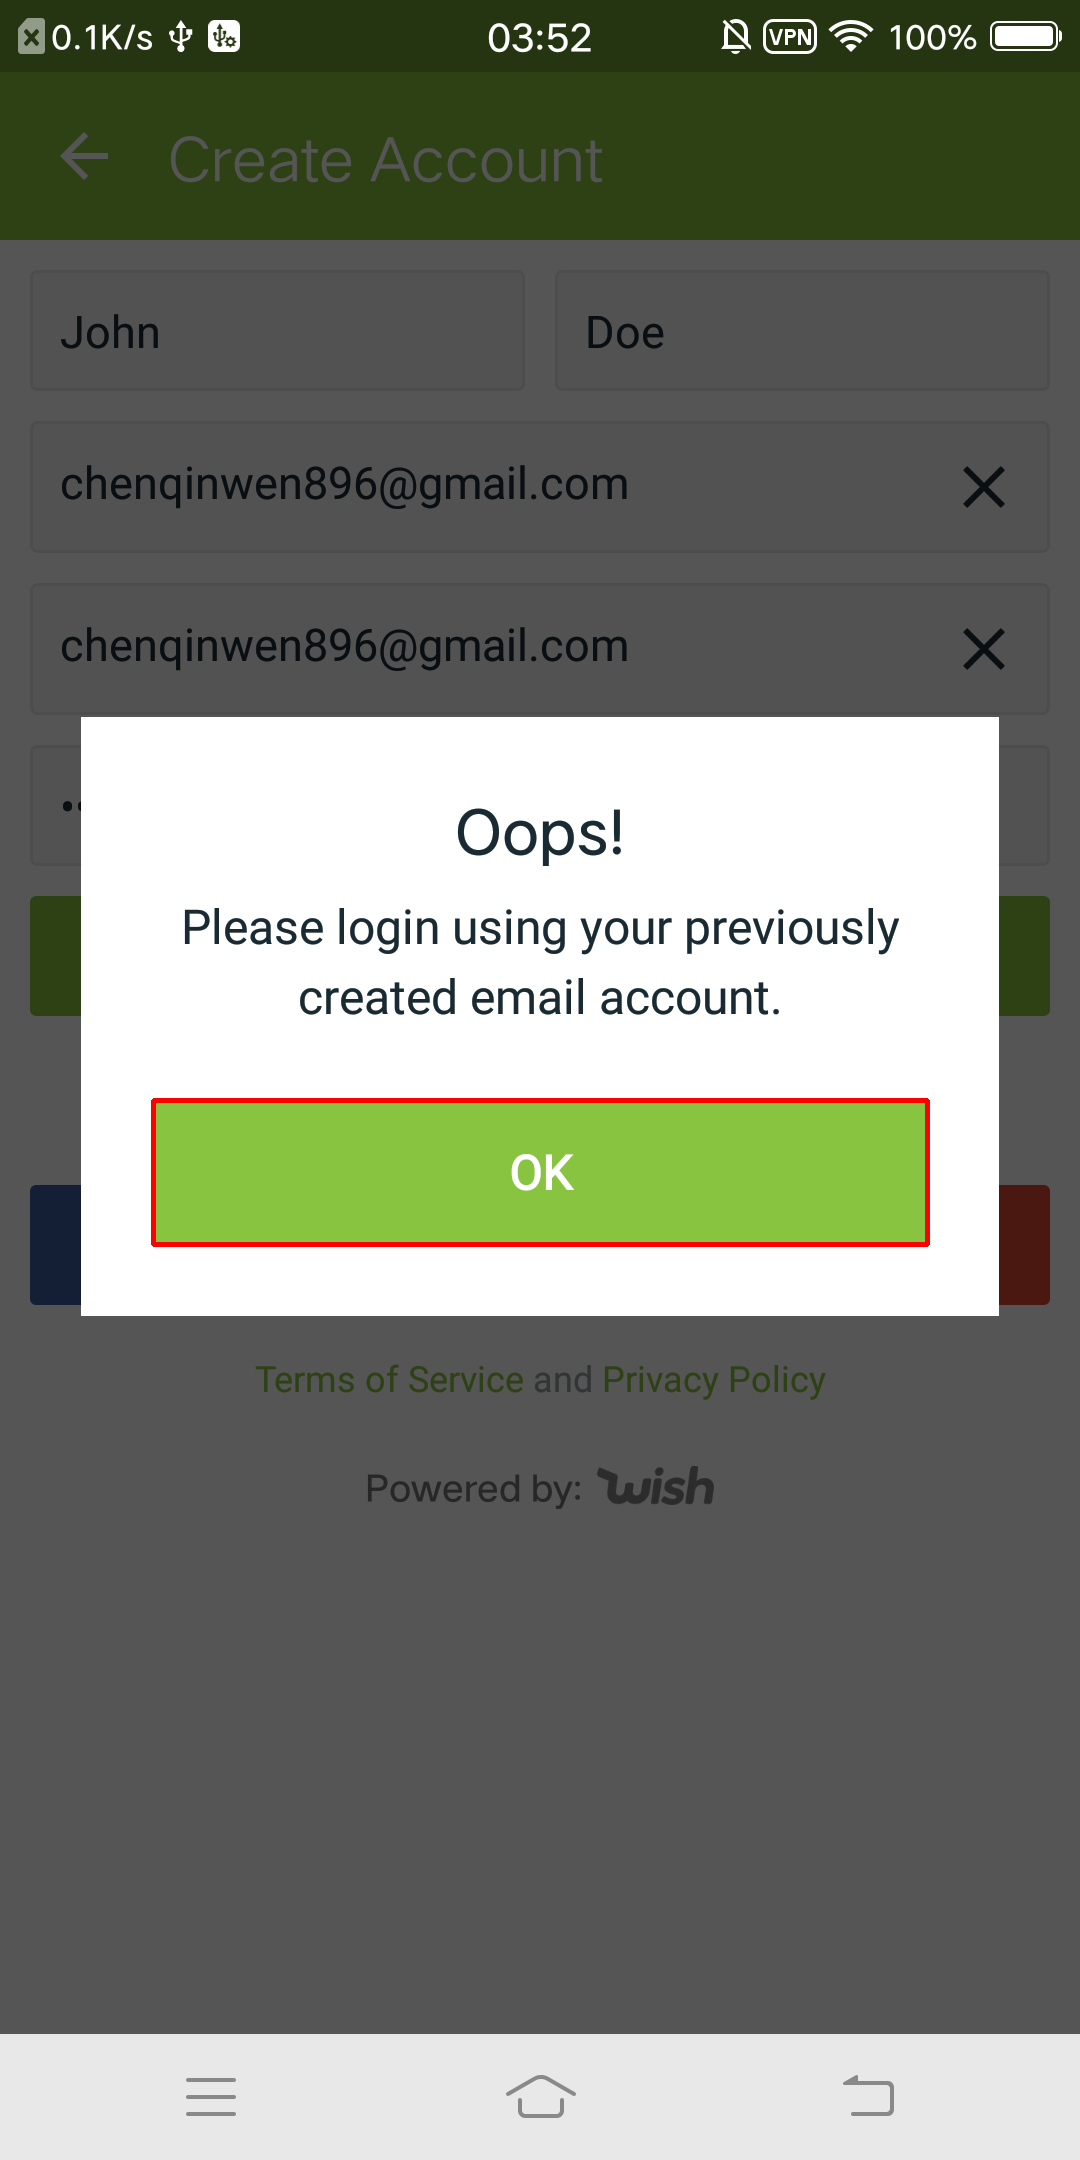 0.1K/s 03:52 VPN 100%
Create Account
John Doe
chenqinwen896@gmail.com
chenqinwen896@gmail.com
Oops!
Please login using your previously
created email account.
OK
Terms of Service and Privacy Policy
Powered by: wish